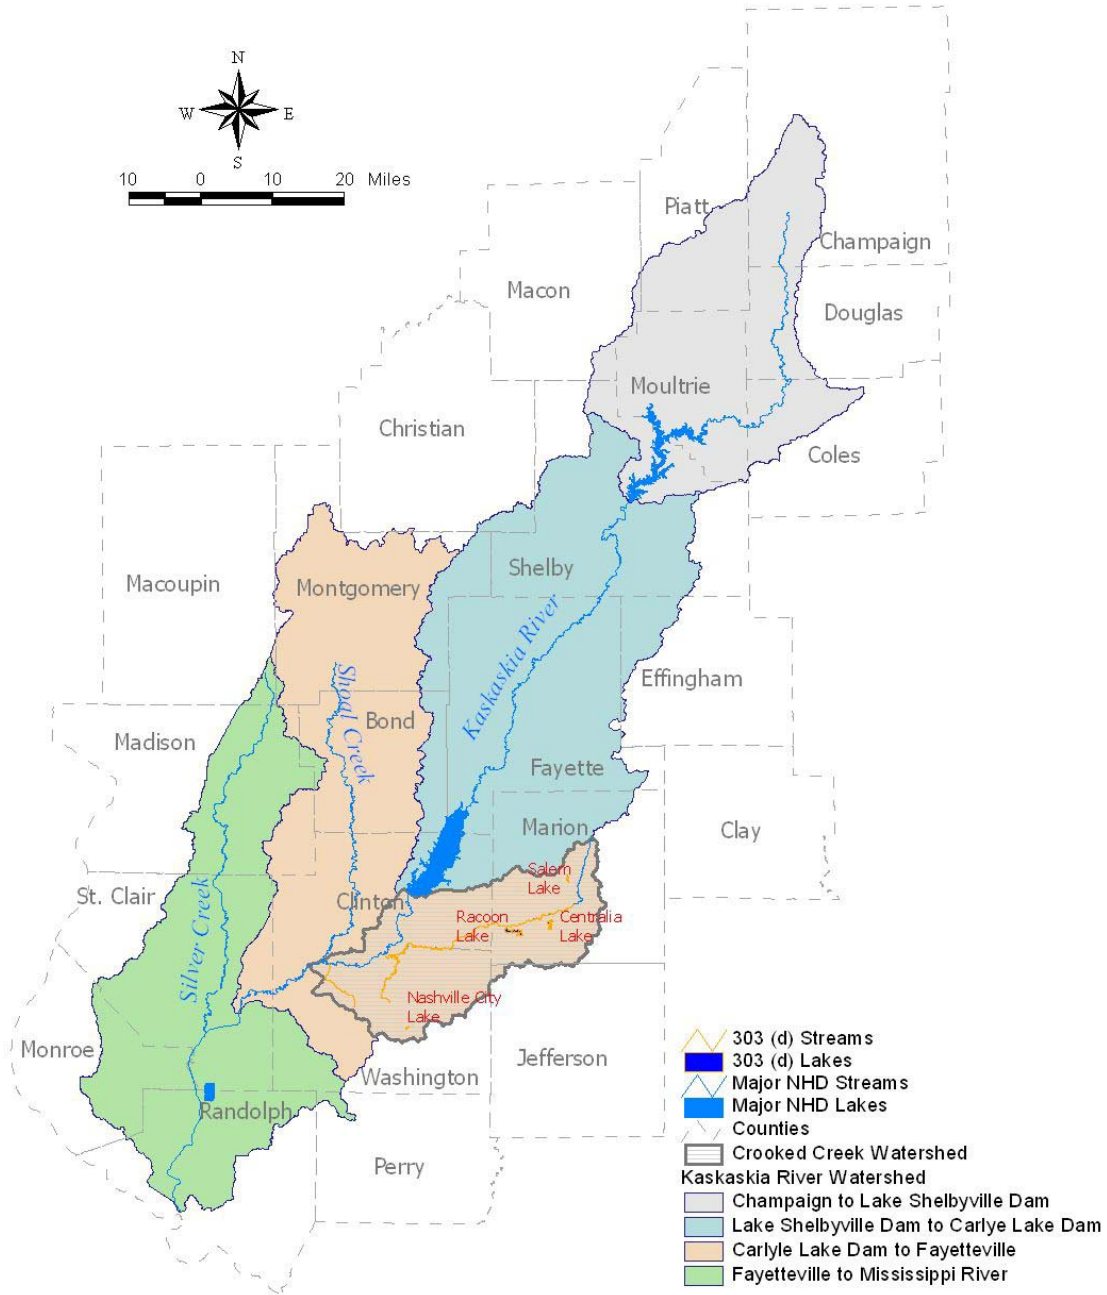 N
W E
S
10 0 10 20 Miles
Piatt
Champaign
Macon
Douglas
Moultrie
Christian
Coles
Shelby
Macoupin
Montgomery
Kaskaskia River
Effingham
Shoal Creek
Bond
Madison
Fayette
Marion
Clay
Salem
Lake
St. Clair
Clinton
Racoon
Lake
Centralia
Lake
Silver Creek
Nashville City
Lake
Monroe
Jefferson
Washington
Randolph
Perry
303 (d) Streams
303 (d) Lakes
Major NHD Streams
Major NHD Lakes
Counties
Crooked Creek Watershed
Kaskaskia River Watershed
Champaign to Lake Shelbyville Dam
Lake Shelbyville Dam to Carlye Lake Dam
Carlyle Lake Dam to Fayetteville
Fayetteville to Mississippi River